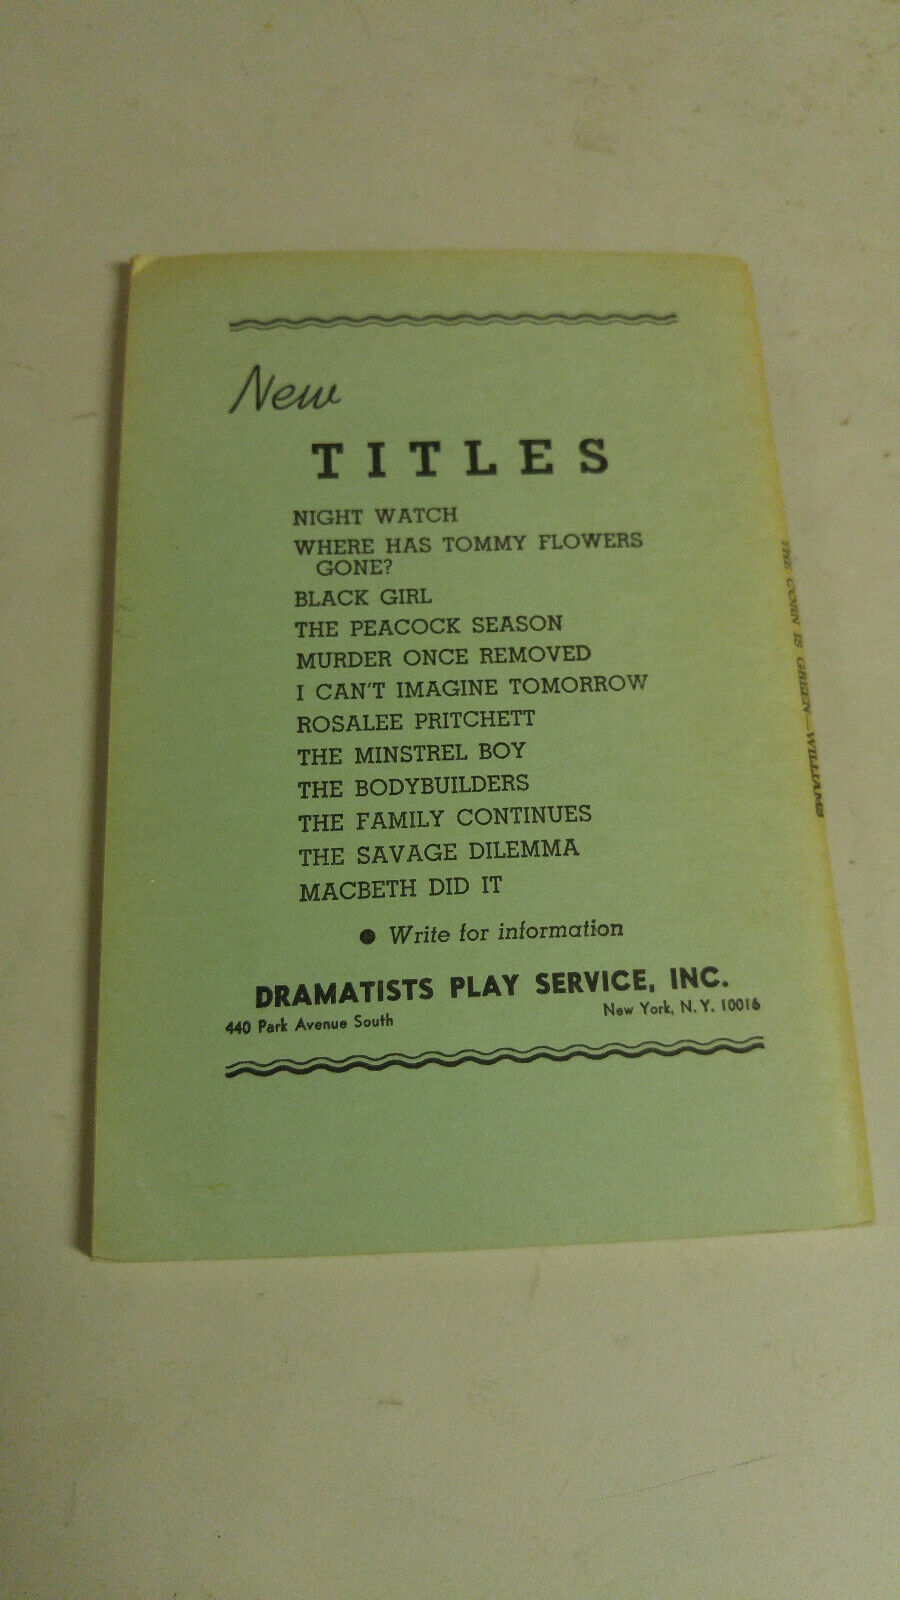 New
TITLES
NIGHT WATCH
WHERE HAS TOMMY FLOWERS
GONE?
BLACK GIRL
THE PEACOCK SEASON
MURDER ONCE REMOVED
I CAN'T IMAGINE TOMORROW
ROSALEE PRITCHETT
THE MINSTREL BOY
THE BODYBUILDERS
THE FAMILY CONTINUES
THE SAVAGE DILEMMA
MACBETH DID IT
● Write for information
DRAMATISTS PLAY SERVICE, INC.
440 Park Avenue South New York, N. Y. 10016
THE CORN IS GREEN—WILLIAMS